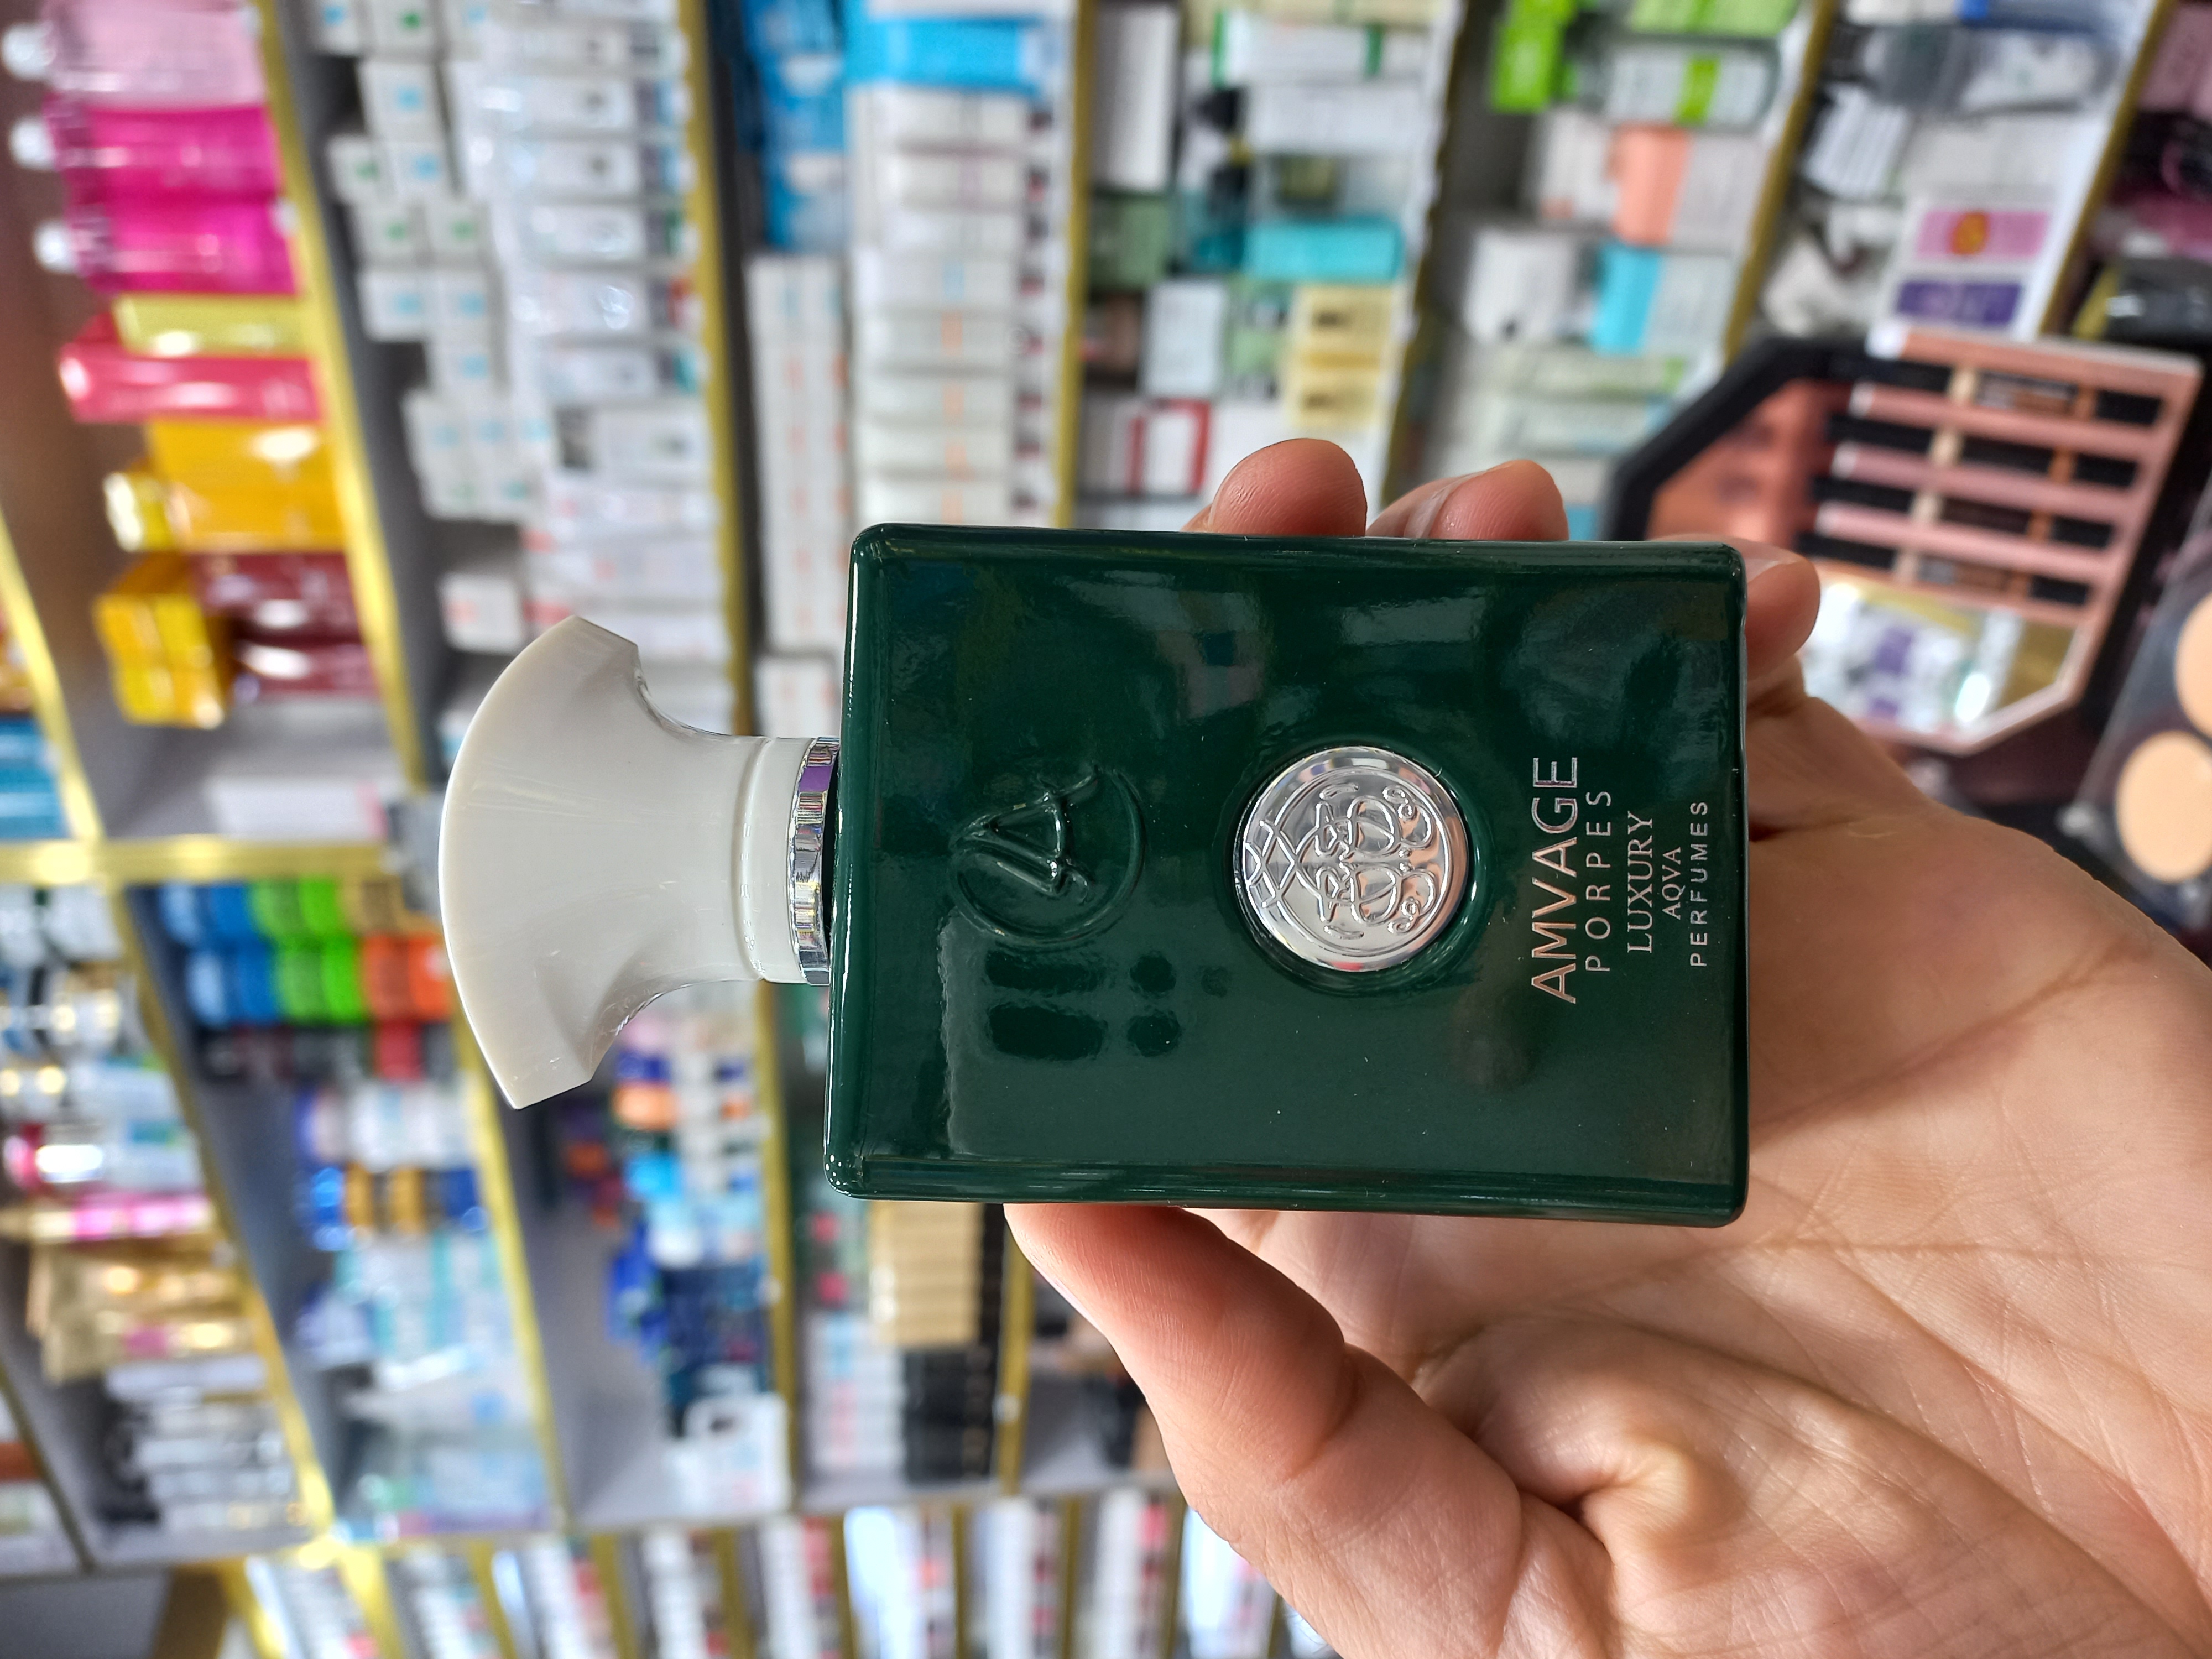 AMVAGE
PORPES
LUXURY
AQVA
PERFUMES